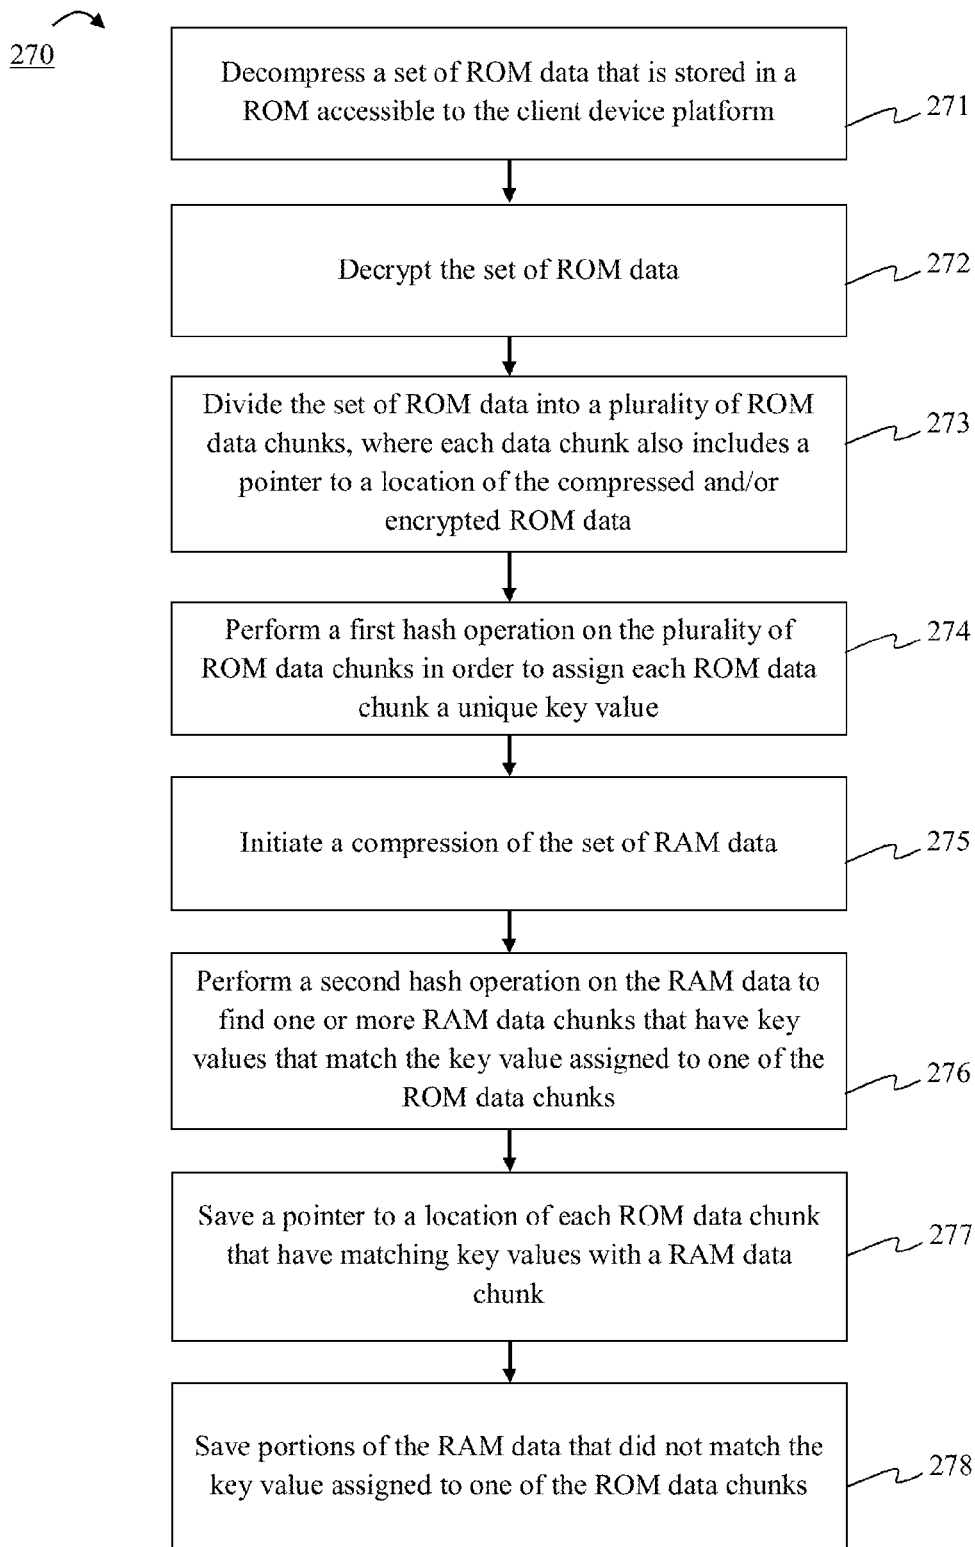 270
Decompress a set of ROM data that is stored in a
ROM accessible to the client device platform
271
Decrypt the set of ROM data
272
Divide the set of ROM data into a plurality of ROM
data chunks, where each data chunk also includes a
pointer to a location of the compressed and/or
encrypted ROM data
273
Perform a first hash operation on the plurality of
ROM data chunks in order to assign each ROM data
chunk a unique key value
274
Initiate a compression of the set of RAM data
275
Perform a second hash operation on the RAM data to
find one or more RAM data chunks that have key
values that match the key value assigned to one of the
ROM data chunks
276
Save a pointer to a location of each ROM data chunk
that have matching key values with a RAM data
chunk
277
Save portions of the RAM data that did not match the
key value assigned to one of the ROM data chunks
278